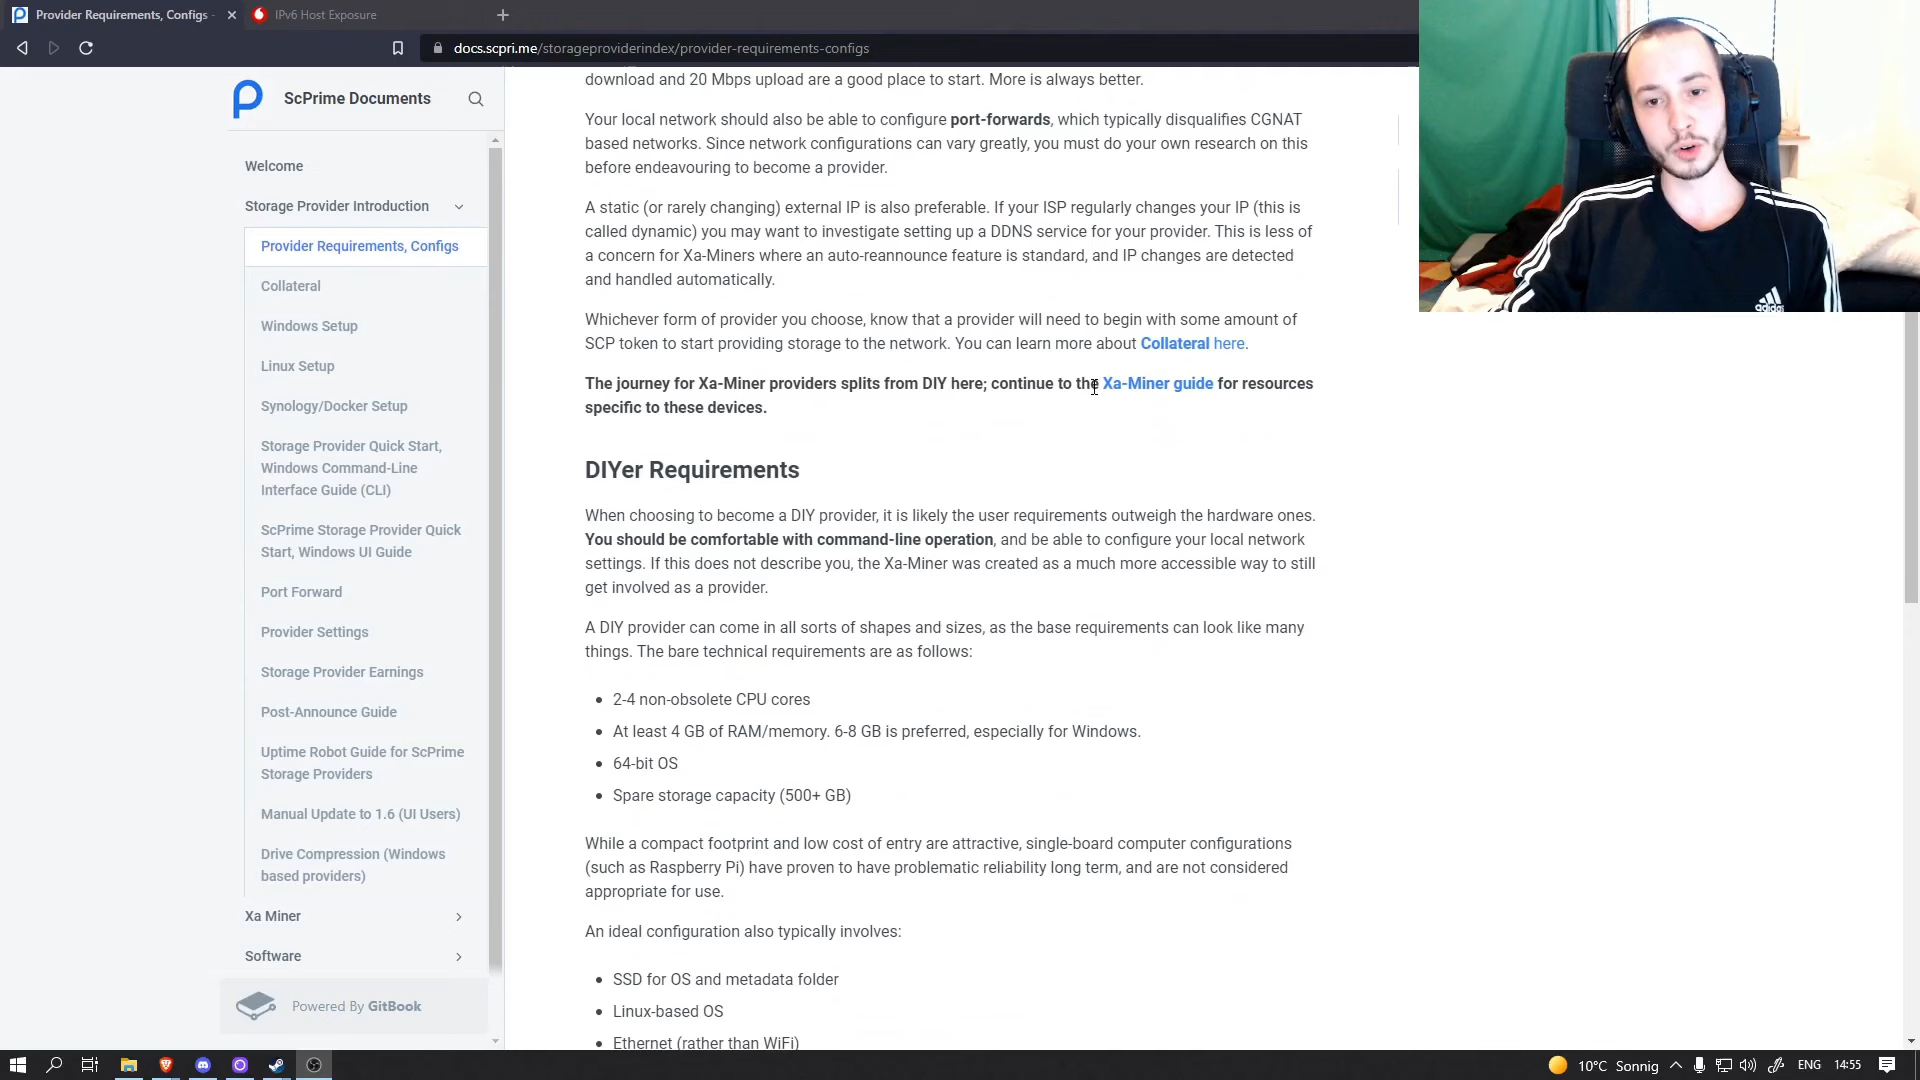 Provider Requirements, Configs -
IPv6 Host Exposure
docs.scpri.me/storageproviderindex/provider-requirements-configs
ScPrime Documents
Welcome
Storage Provider Introduction
Provider Requirements, Configs
Collateral
Windows Setup
Linux Setup
Synology/Docker Setup
Storage Provider Quick Start,
Windows Command-Line
Interface Guide (CLI)
ScPrime Storage Provider Quick
Start, Windows UI Guide
Port Forward
Provider Settings
Storage Provider Earnings
Post-Announce Guide
Uptime Robot Guide for ScPrime
Storage Providers
Manual Update to 1.6 (UI Users)
Drive Compression (Windows
based providers)
Xa Miner
Software
Powered By GitBook
download and 20 Mbps upload are a good place to start. More is always better.
Your local network should also be able to configure port-forwards, which typically disqualifies CGNAT
based networks. Since network configurations can vary greatly, you must do your own research on this
before endeavouring to become a provider.
A static (or rarely changing) external IP is also preferable. If your ISP regularly changes your IP (this is
called dynamic) you may want to investigate setting up a DDNS service for your provider. This is less of
a concern for Xa-Miners where an auto-reannounce feature is standard, and IP changes are detected
and handled automatically.
Whichever form of provider you choose, know that a provider will need to begin with some amount of
SCP token to start providing storage to the network. You can learn more about Collateral here.
The journey for Xa-Miner providers splits from DIY here; continue to the Xa-Miner guide for resources
specific to these devices.
DIYer Requirements
When choosing to become a DIY provider, it is likely the user requirements outweigh the hardware ones.
You should be comfortable with command-line operation, and be able to configure your local network
settings. If this does not describe you, the Xa-Miner was created as a much more accessible way to still
get involved as a provider.
A DIY provider can come in all sorts of shapes and sizes, as the base requirements can look like many
things. The bare technical requirements are as follows:
2-4 non-obsolete CPU cores
At least 4 GB of RAM/memory. 6-8 GB is preferred, especially for Windows.
64-bit OS
Spare storage capacity (500+ GB)
While a compact footprint and low cost of entry are attractive, single-board computer configurations
(such as Raspberry Pi) have proven to have problematic reliability long term, and are not considered
appropriate for use.
An ideal configuration also typically involves:
SSD for OS and metadata folder
Linux-based OS
Ethernet (rather than WiFi)
adidas
10°C Sonnig
ENG
14:55